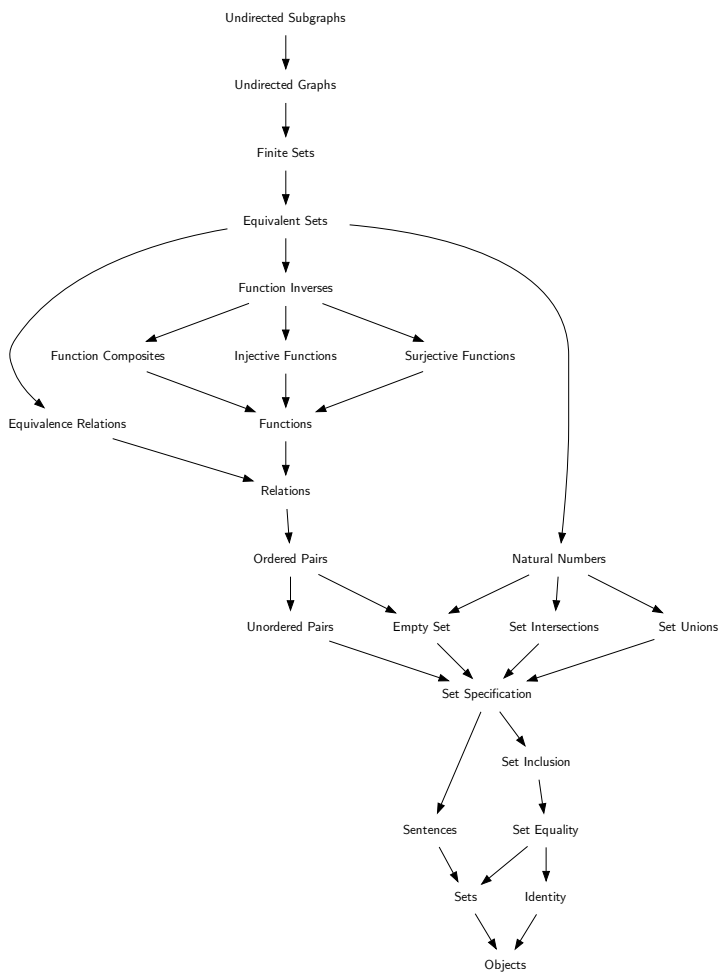 Undirected Subgraphs
Undirected Graphs
Finite Sets
Equivalent Sets
Function Inverses
Function Composites
Injective Functions
Surjective Functions
Equivalence Relations
Functions
Relations
Ordered Pairs
Natural Numbers
Unordered Pairs
Empty Set
Set Intersections
Set Unions
Set Specification
Set Inclusion
Sentences
Set Equality
Sets
Identity
Objects